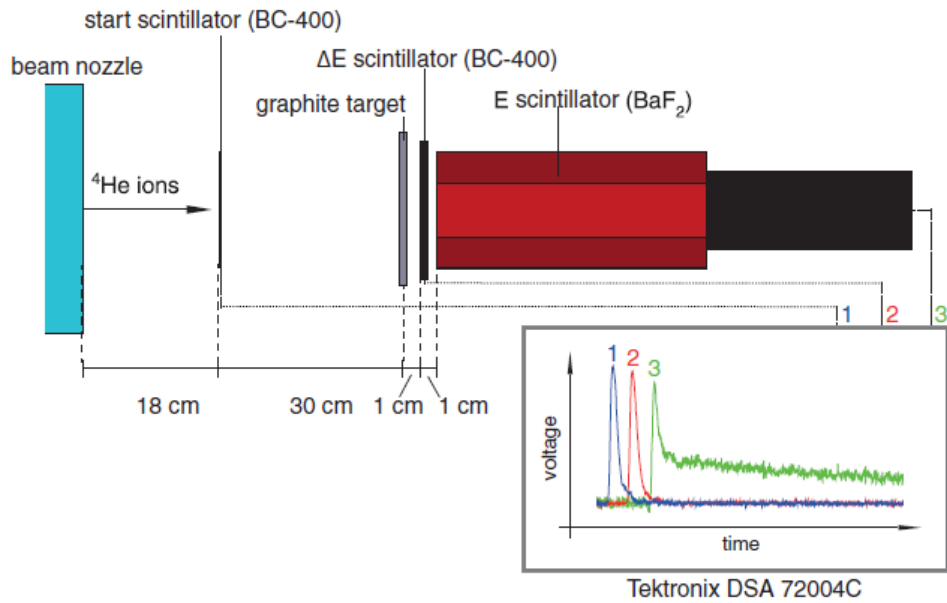 start scintillator (BC-400)
beam nozzle
ΔE scintillator (BC-400)
graphite target
E scintillator (BaF₂)
⁴He ions
1 2 3
18 cm 30 cm 1 cm 1 cm
1 2 3
voltage
time
Tektronix DSA 72004C